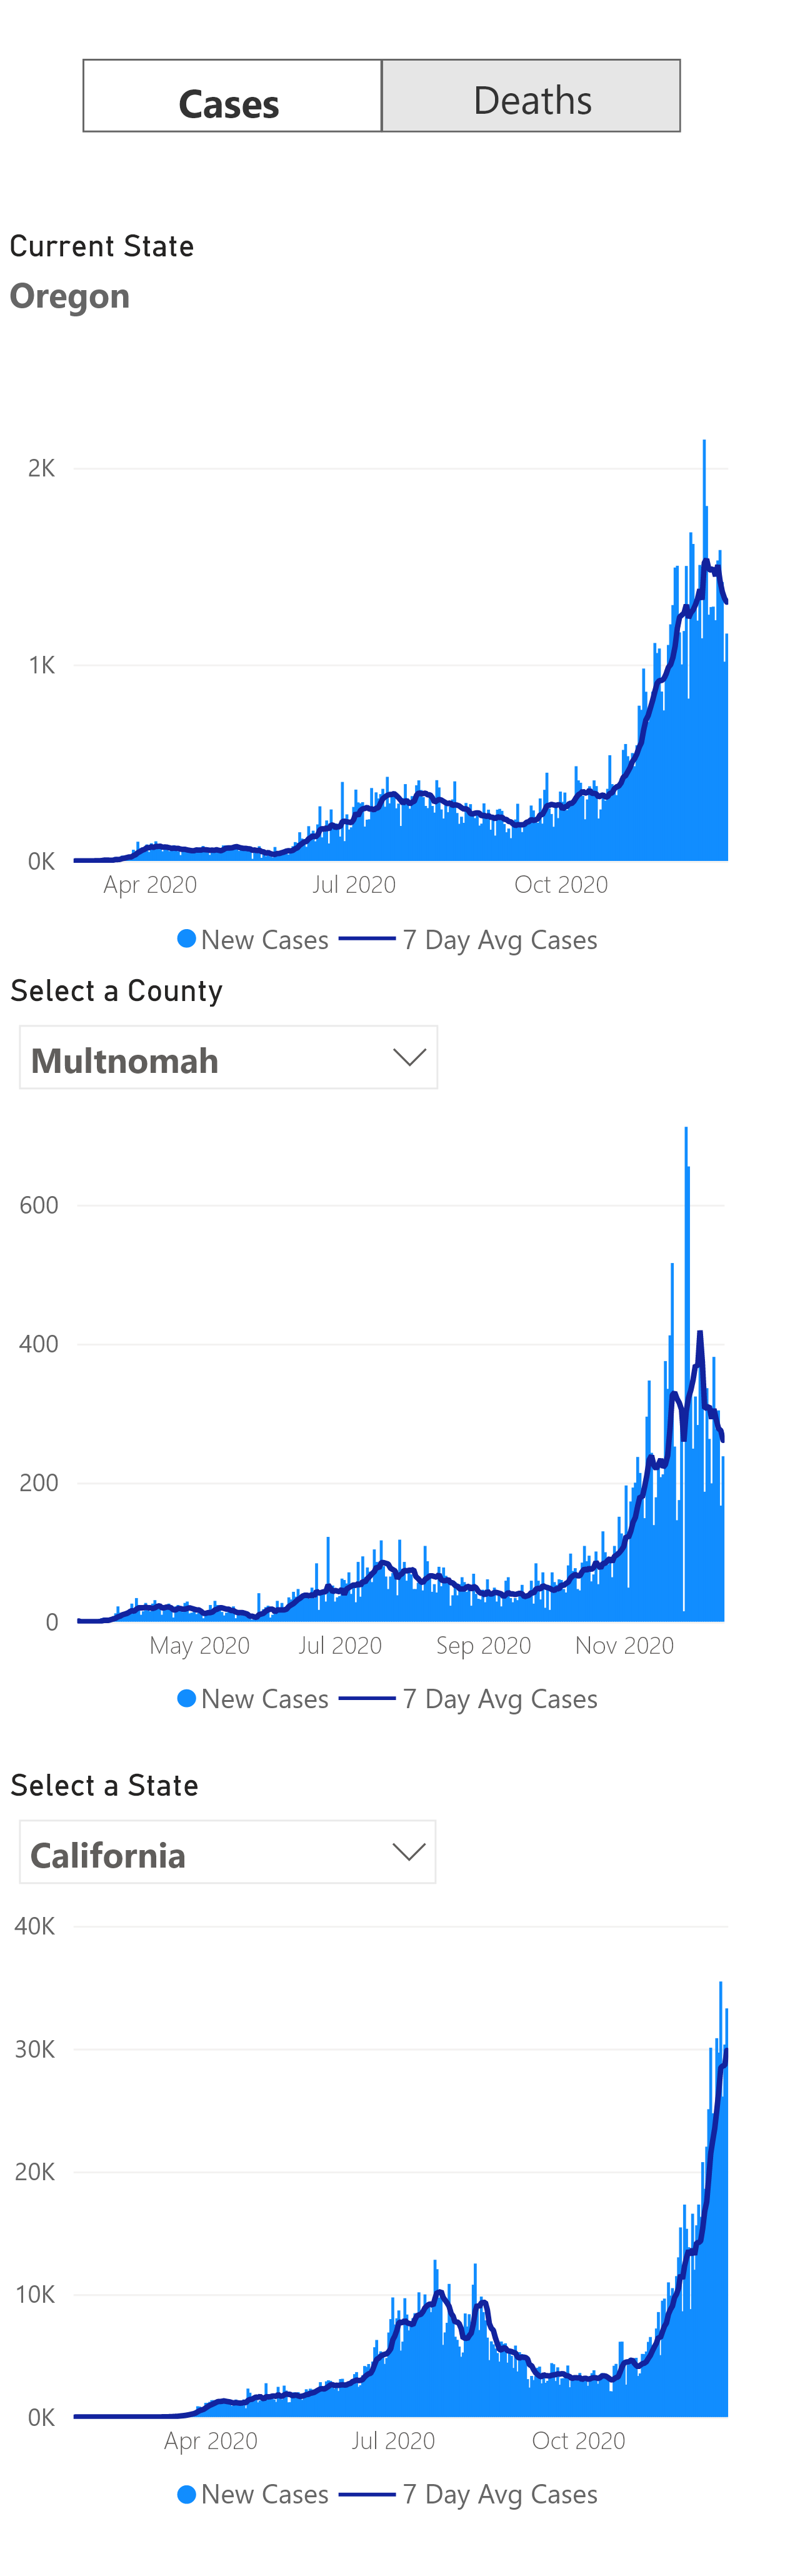 Cases Deaths
Current State
Oregon
2K
1K
0K
Apr 2020 Jul 2020 Oct 2020
New Cases 7 Day Avg Cases
Select a County
Multnomah
600
400
200
0
May 2020 Jul 2020 Sep 2020 Nov 2020
New Cases 7 Day Avg Cases
Select a State
California
40K
30K
20K
10K
0K
Apr 2020 Jul 2020 Oct 2020
New Cases 7 Day Avg Cases